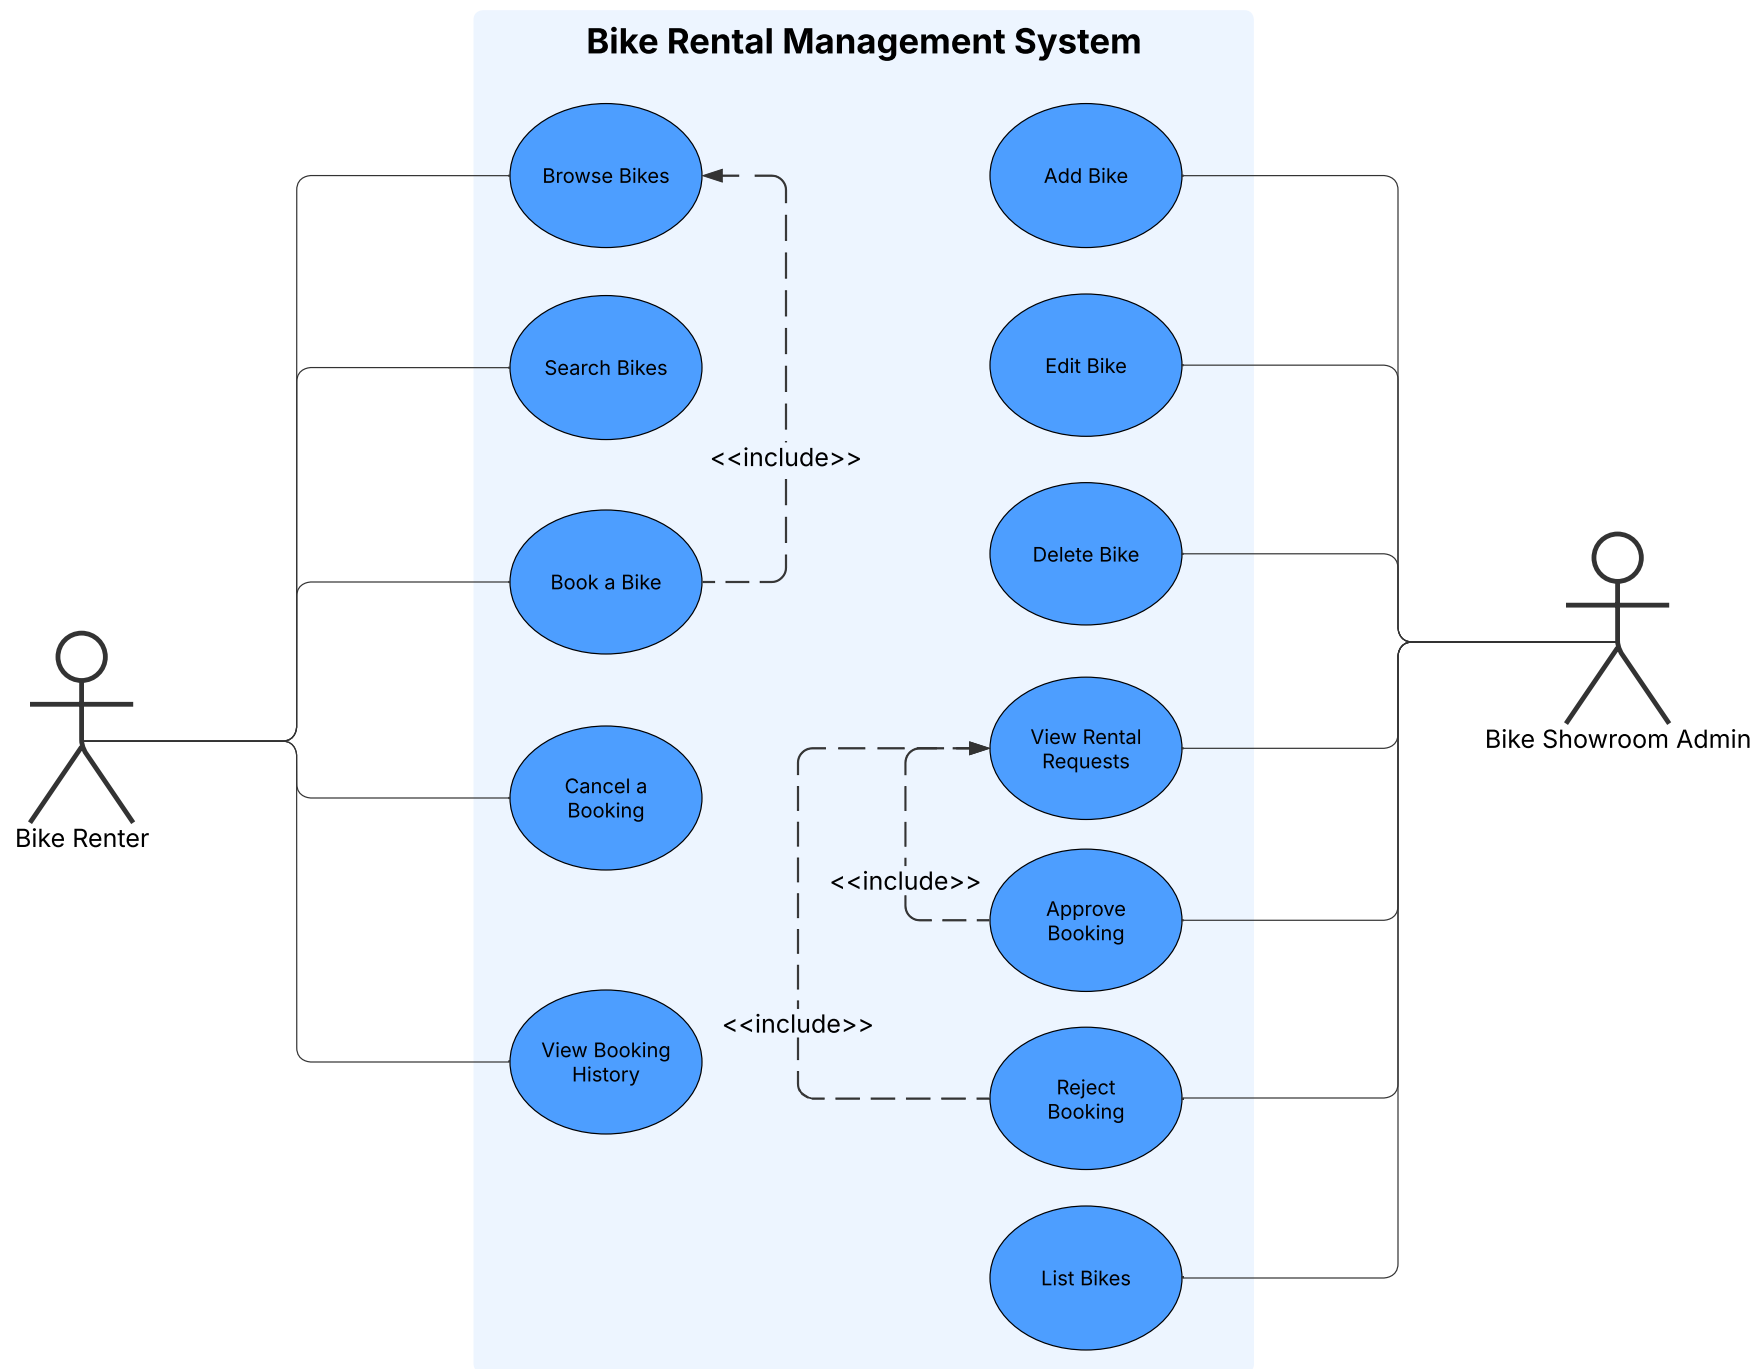 Bike Rental Management System
Browse Bikes
Add Bike
Search Bikes
Edit Bike
<<include>>
Book a Bike
Delete Bike
Bike Renter
Bike Showroom Admin
Cancel a
Booking
View Rental
Requests
<<include>>
Approve
Booking
<<include>>
View Booking
History
Reject
Booking
List Bikes